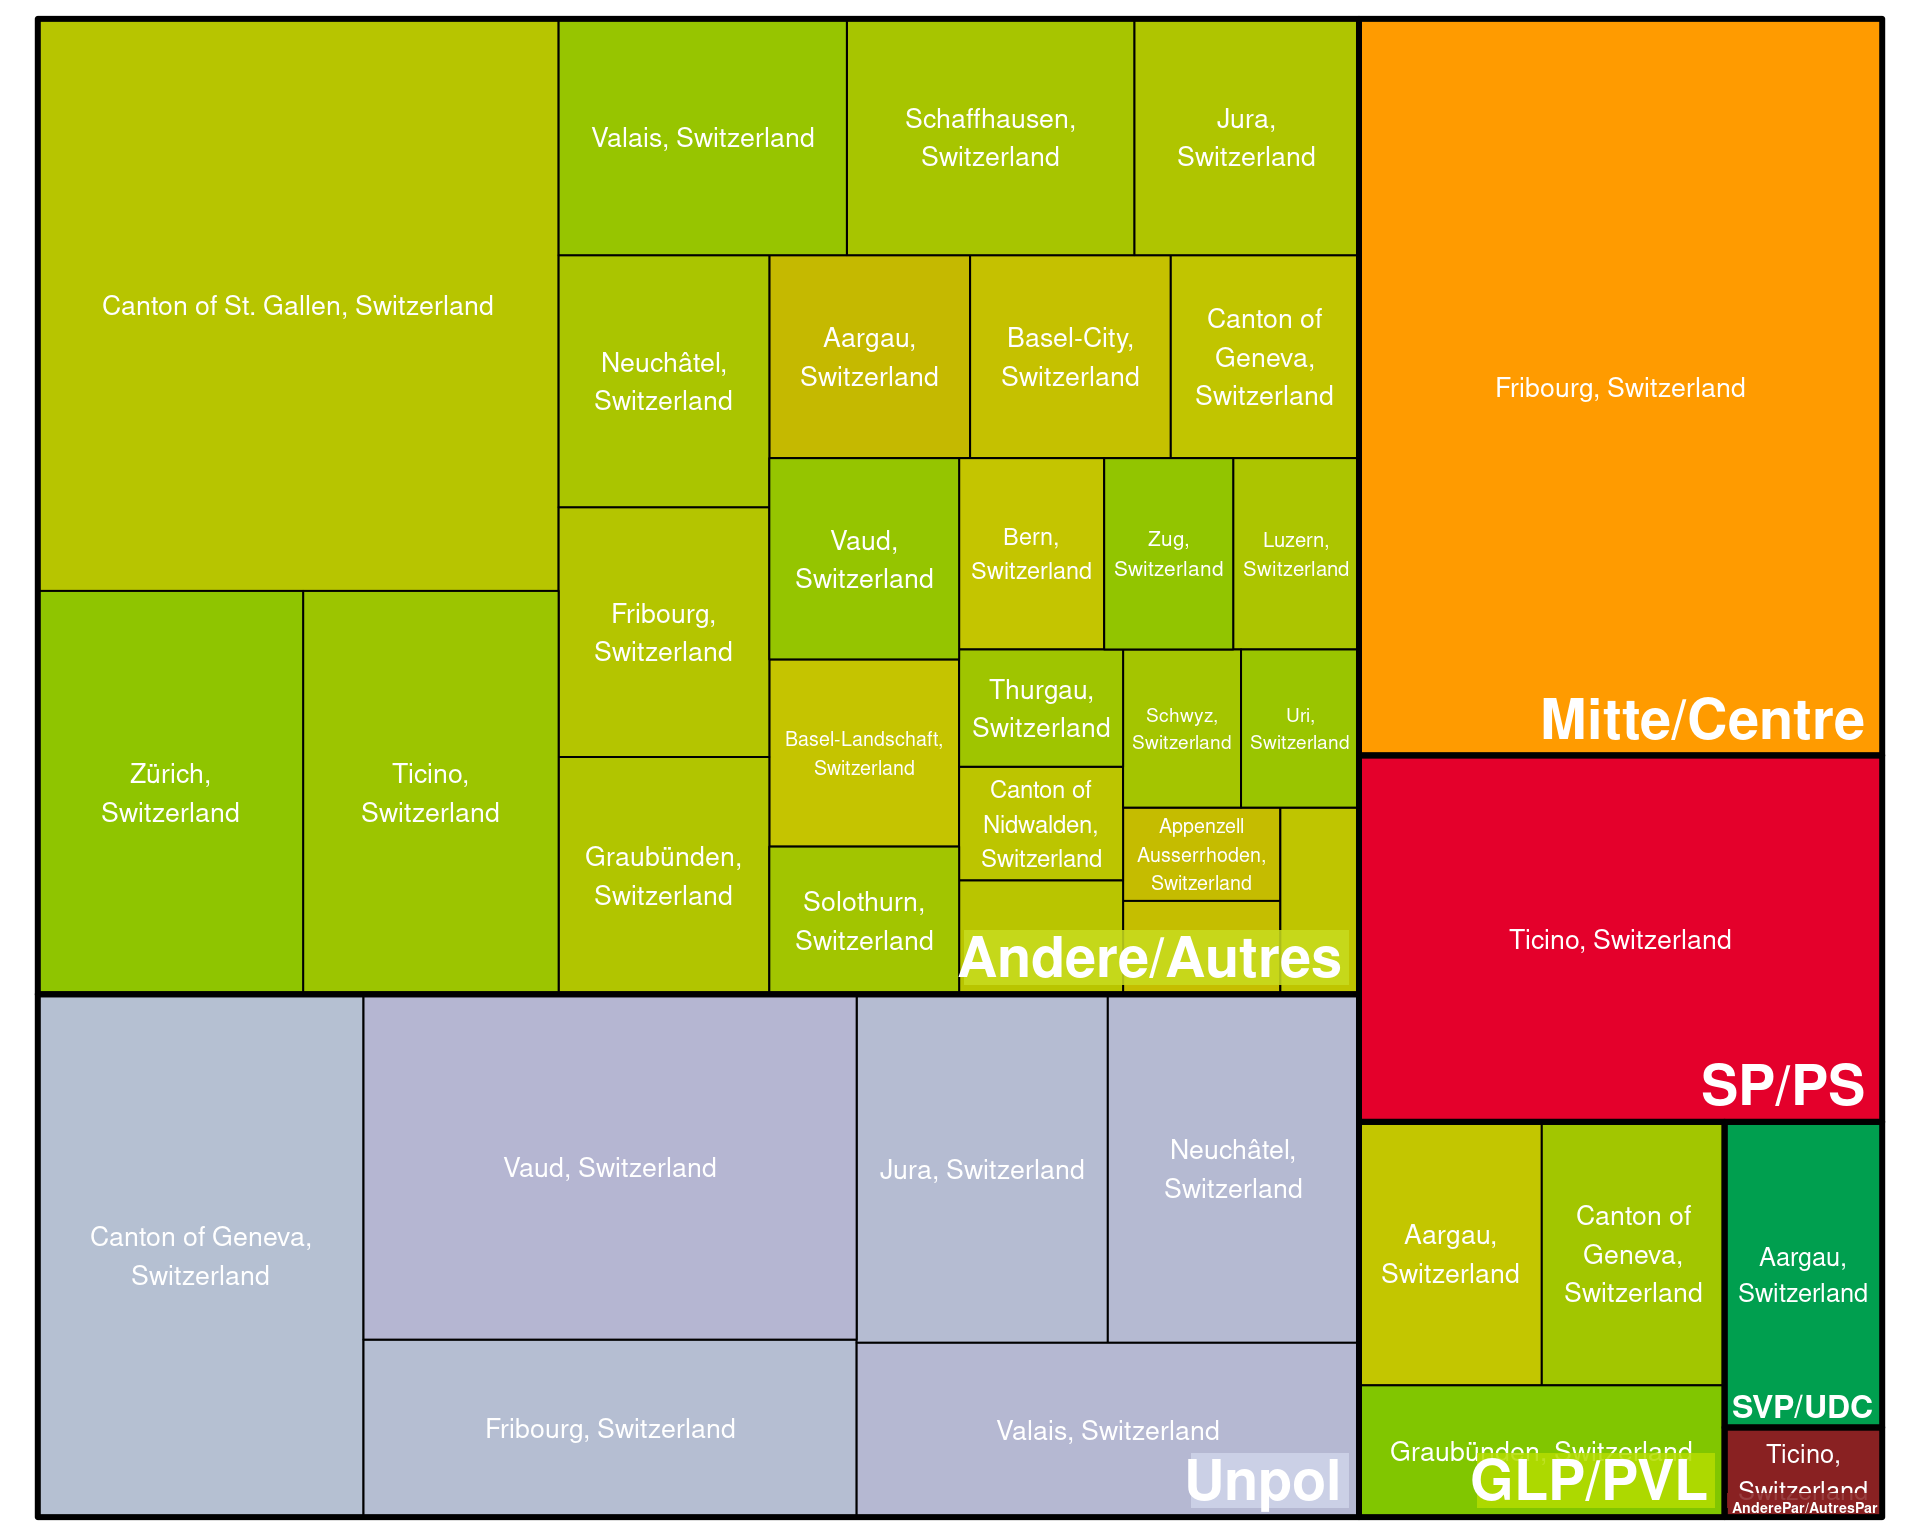 Canton of St. Gallen, Switzerland
Valais, Switzerland
Schaffhausen,
Switzerland
Jura,
Switzerland
Neuchâtel,
Switzerland
Aargau,
Switzerland
Basel-City,
Switzerland
Canton of
Geneva,
Switzerland
Fribourg,
Switzerland
Vaud,
Switzerland
Bern,
Switzerland
Zug,
Switzerland
Luzern,
Switzerland
Zürich,
Switzerland
Ticino,
Switzerland
Graubünden,
Switzerland
Basel-Landschaft,
Switzerland
Solothurn,
Switzerland
Thurgau,
Switzerland
Schwyz,
Switzerland
Uri,
Switzerland
Canton of
Nidwalden,
Switzerland
Appenzell
Ausserrhoden,
Switzerland
Andere/Autres
Canton of Geneva,
Switzerland
Vaud, Switzerland
Jura, Switzerland
Neuchâtel,
Switzerland
Fribourg, Switzerland
Valais, Switzerland
Unpol
Fribourg, Switzerland
Mitte/Centre
Ticino, Switzerland
SP/PS
Aargau,
Switzerland
Canton of
Geneva,
Switzerland
Graubünden, Switzerland
GLP/PVL
Aargau,
Switzerland
SVP/UDC
Ticino,
Switzerland
AnderePar/AutresPar